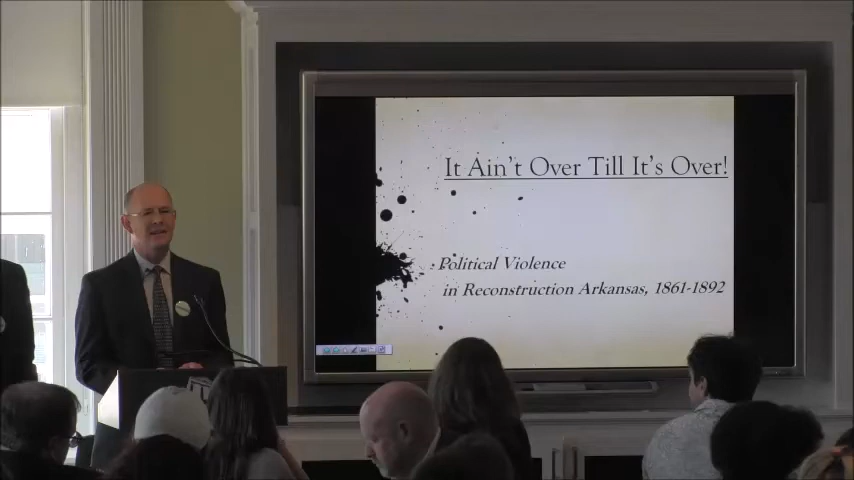 It Ain't Over Till It's Over!
Political Violence
in Reconstruction Arkansas, 1861-1892